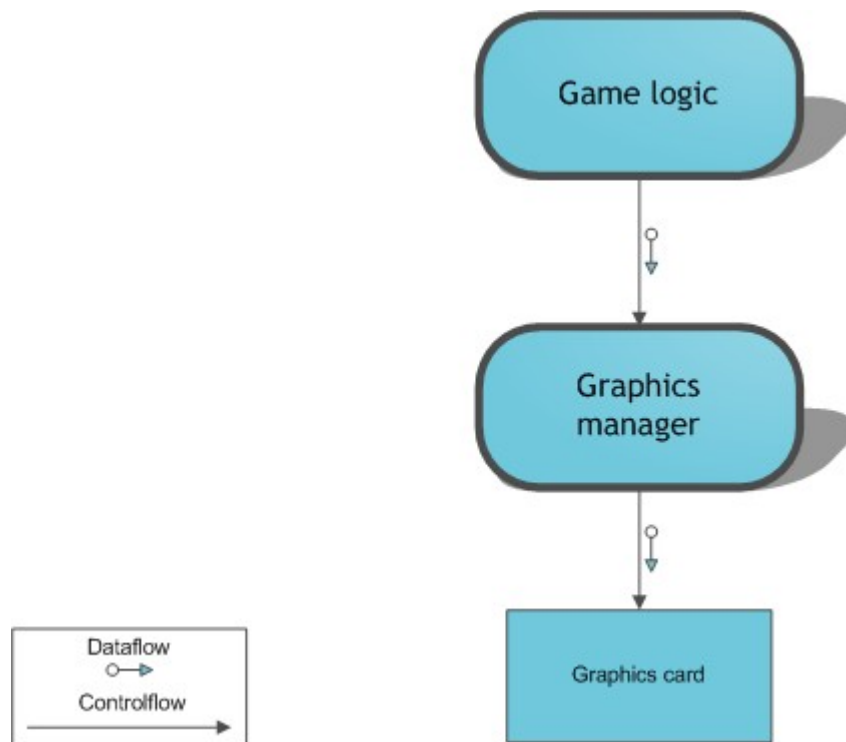 Game logic
Graphics
manager
Graphics card
Dataflow
Controlflow